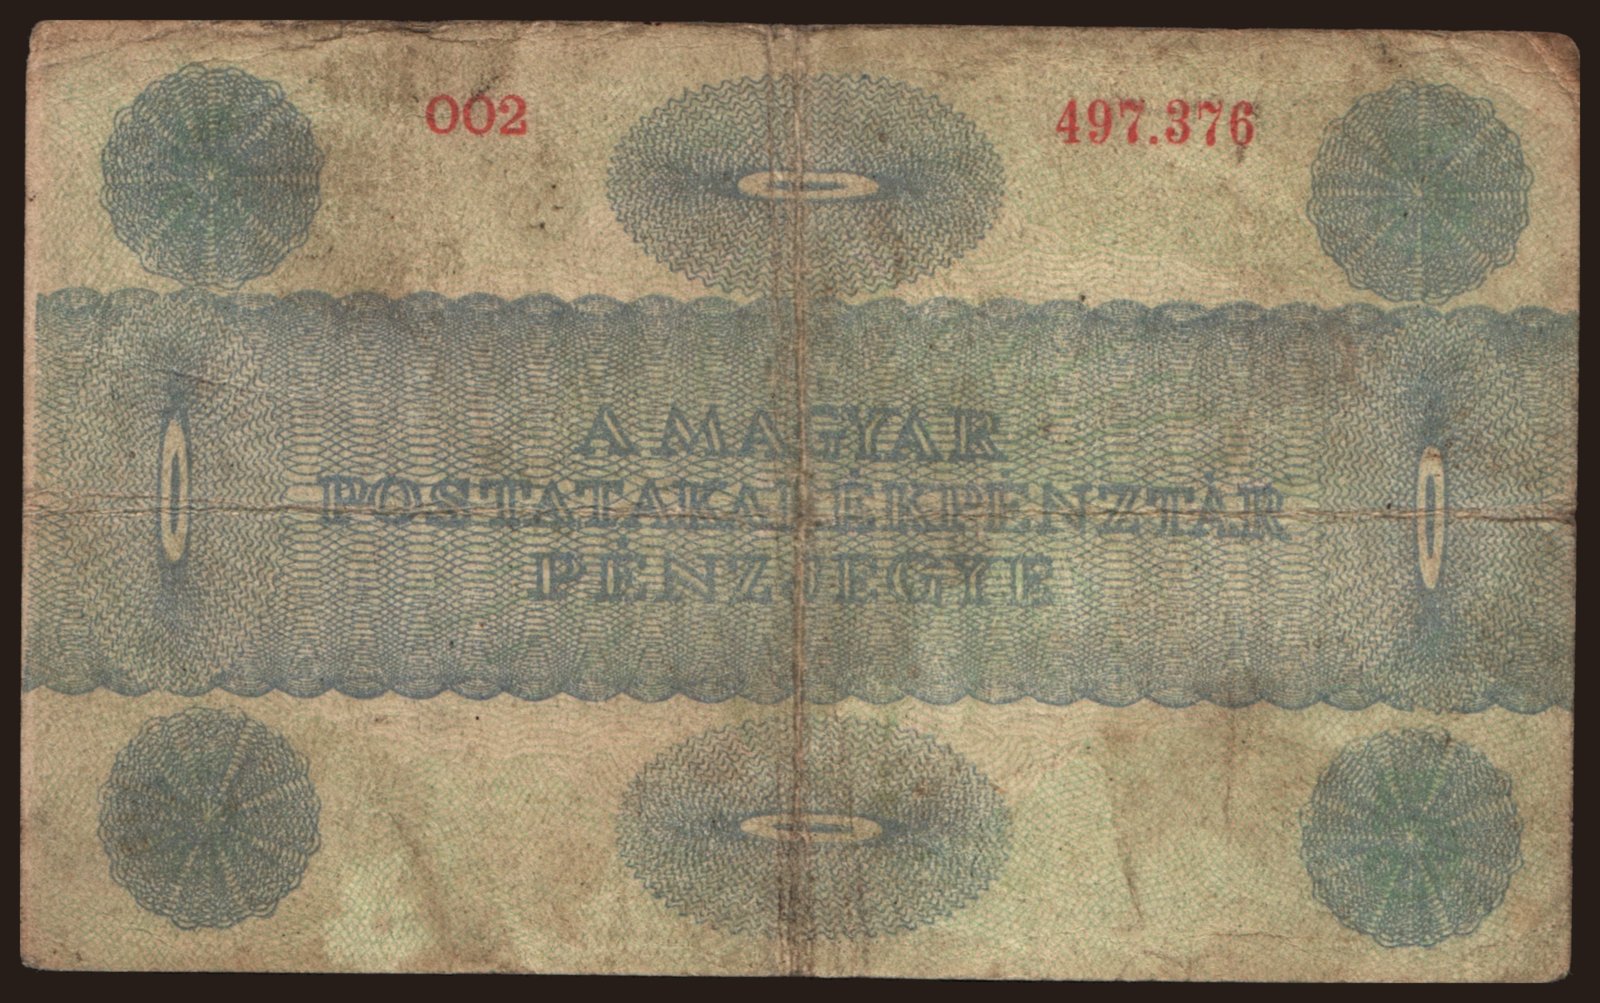 002 497.376
A MAGYAR
POSTATAKARÉKPÉNZTÁR
PÉNZJEGYE